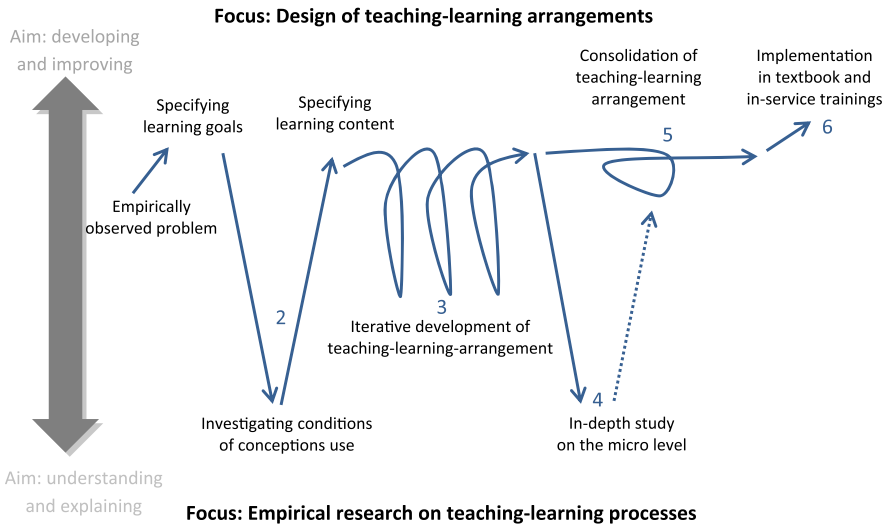 Focus: Design of teaching-learning arrangements
Aim: developing
and improving
Specifying
learning goals
Specifying
learning content
Consolidation of
teaching-learning
arrangement
Implementation
in textbook and
in-service trainings
5
6
Empirically
observed problem
2
3
Iterative development of
teaching-learning-arrangement
4
Investigating conditions
of conceptions use
In-depth study
on the micro level
Aim: understanding
and explaining
Focus: Empirical research on teaching-learning processes